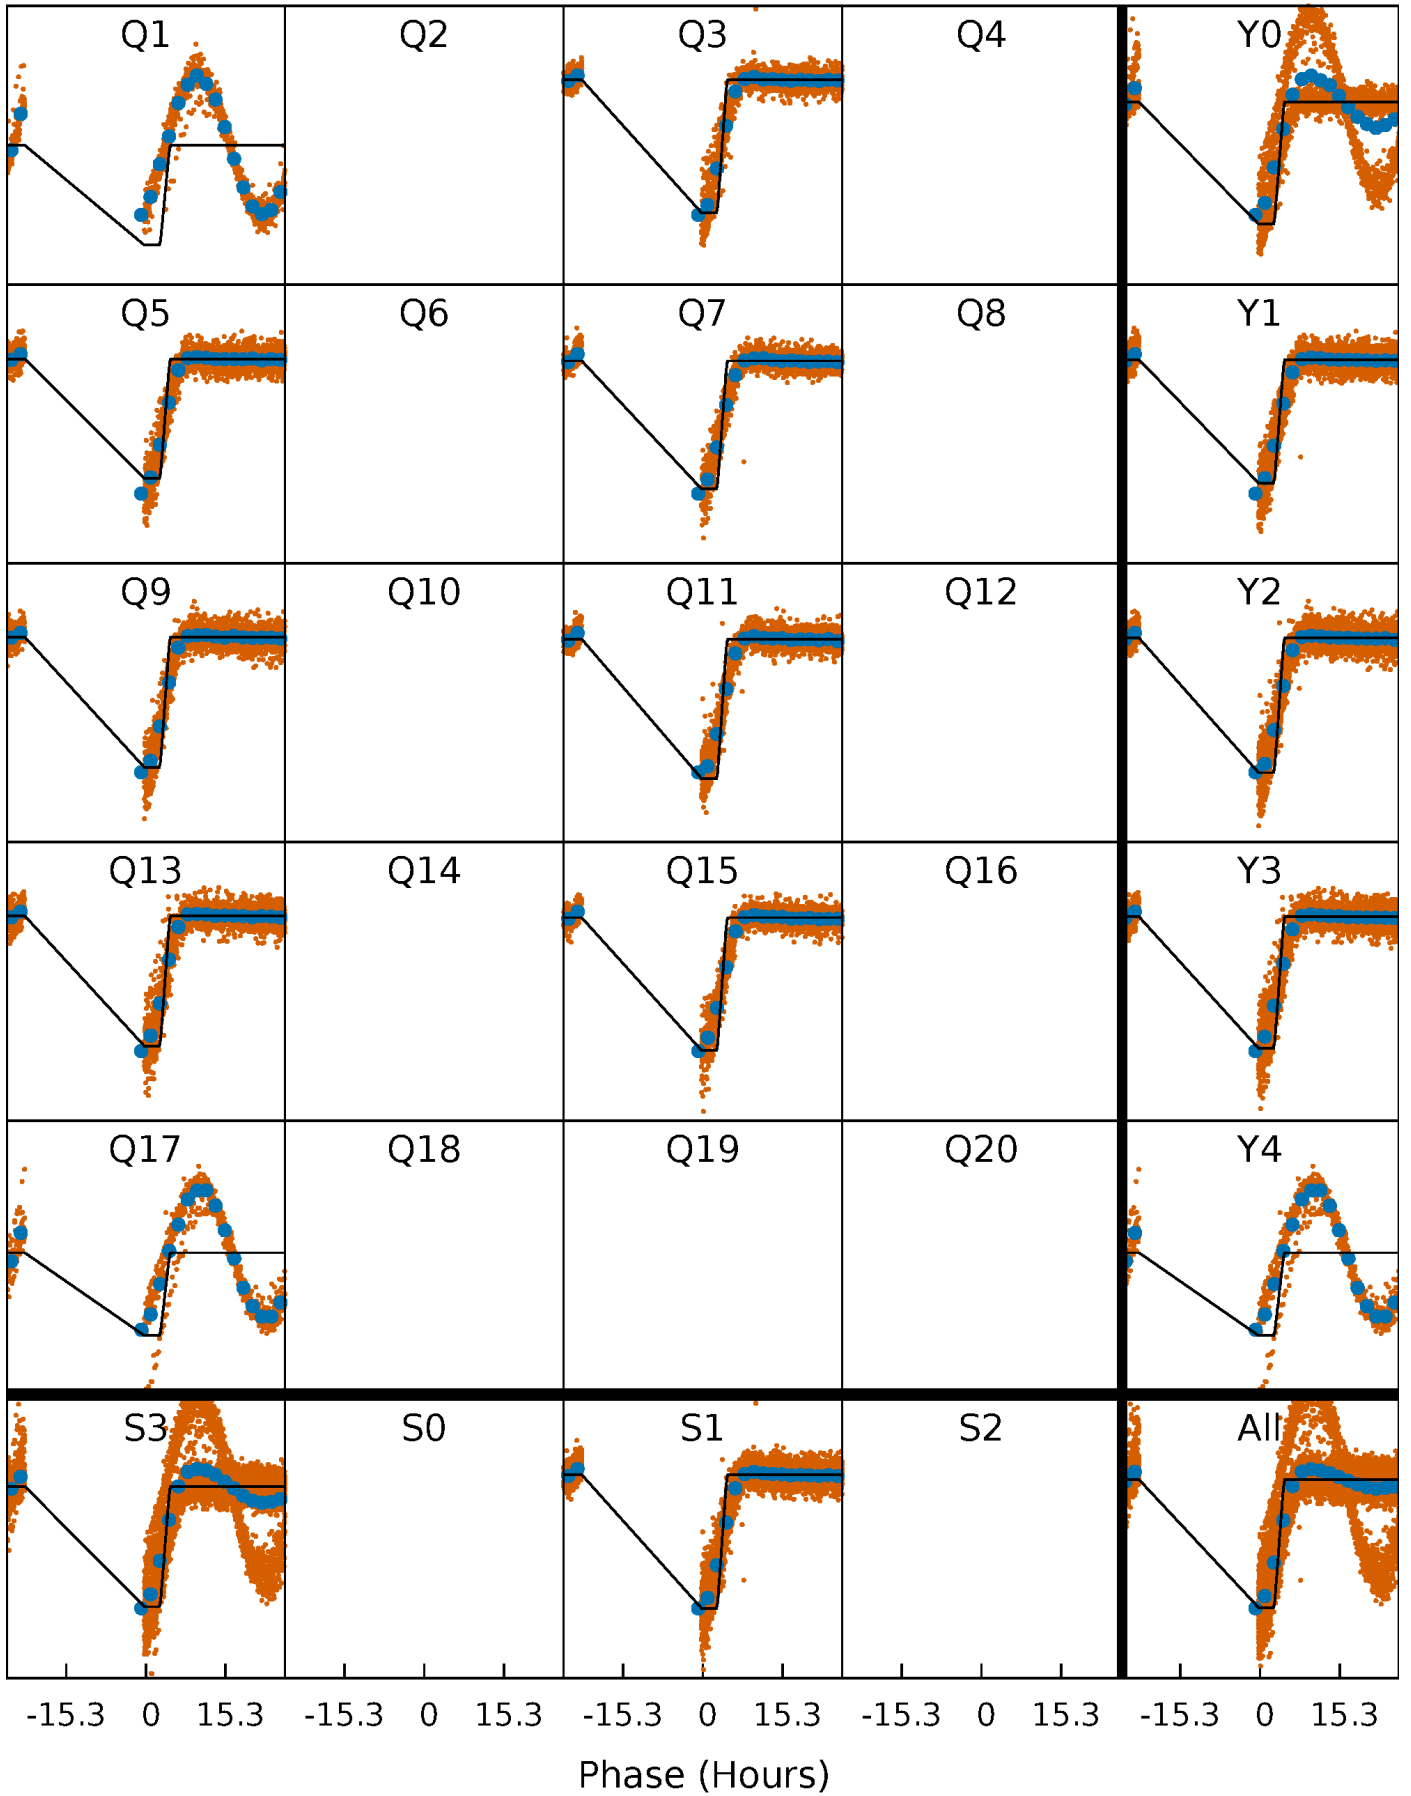 Q1 Q2 Q3 Q4 Y0
Q5 Q6 Q7 Q8 Y1
Q9 Q10 Q11 Q12 Y2
Q13 Q14 Q15 Q16 Y3
Q17 Q18 Q19 Q20 Y4
S3 S0 S1 S2 All
-15.3 0 15.3 -15.3 0 15.3 -15.3 0 15.3 -15.3 0 15.3 -15.3 0 15.3
Phase (Hours)